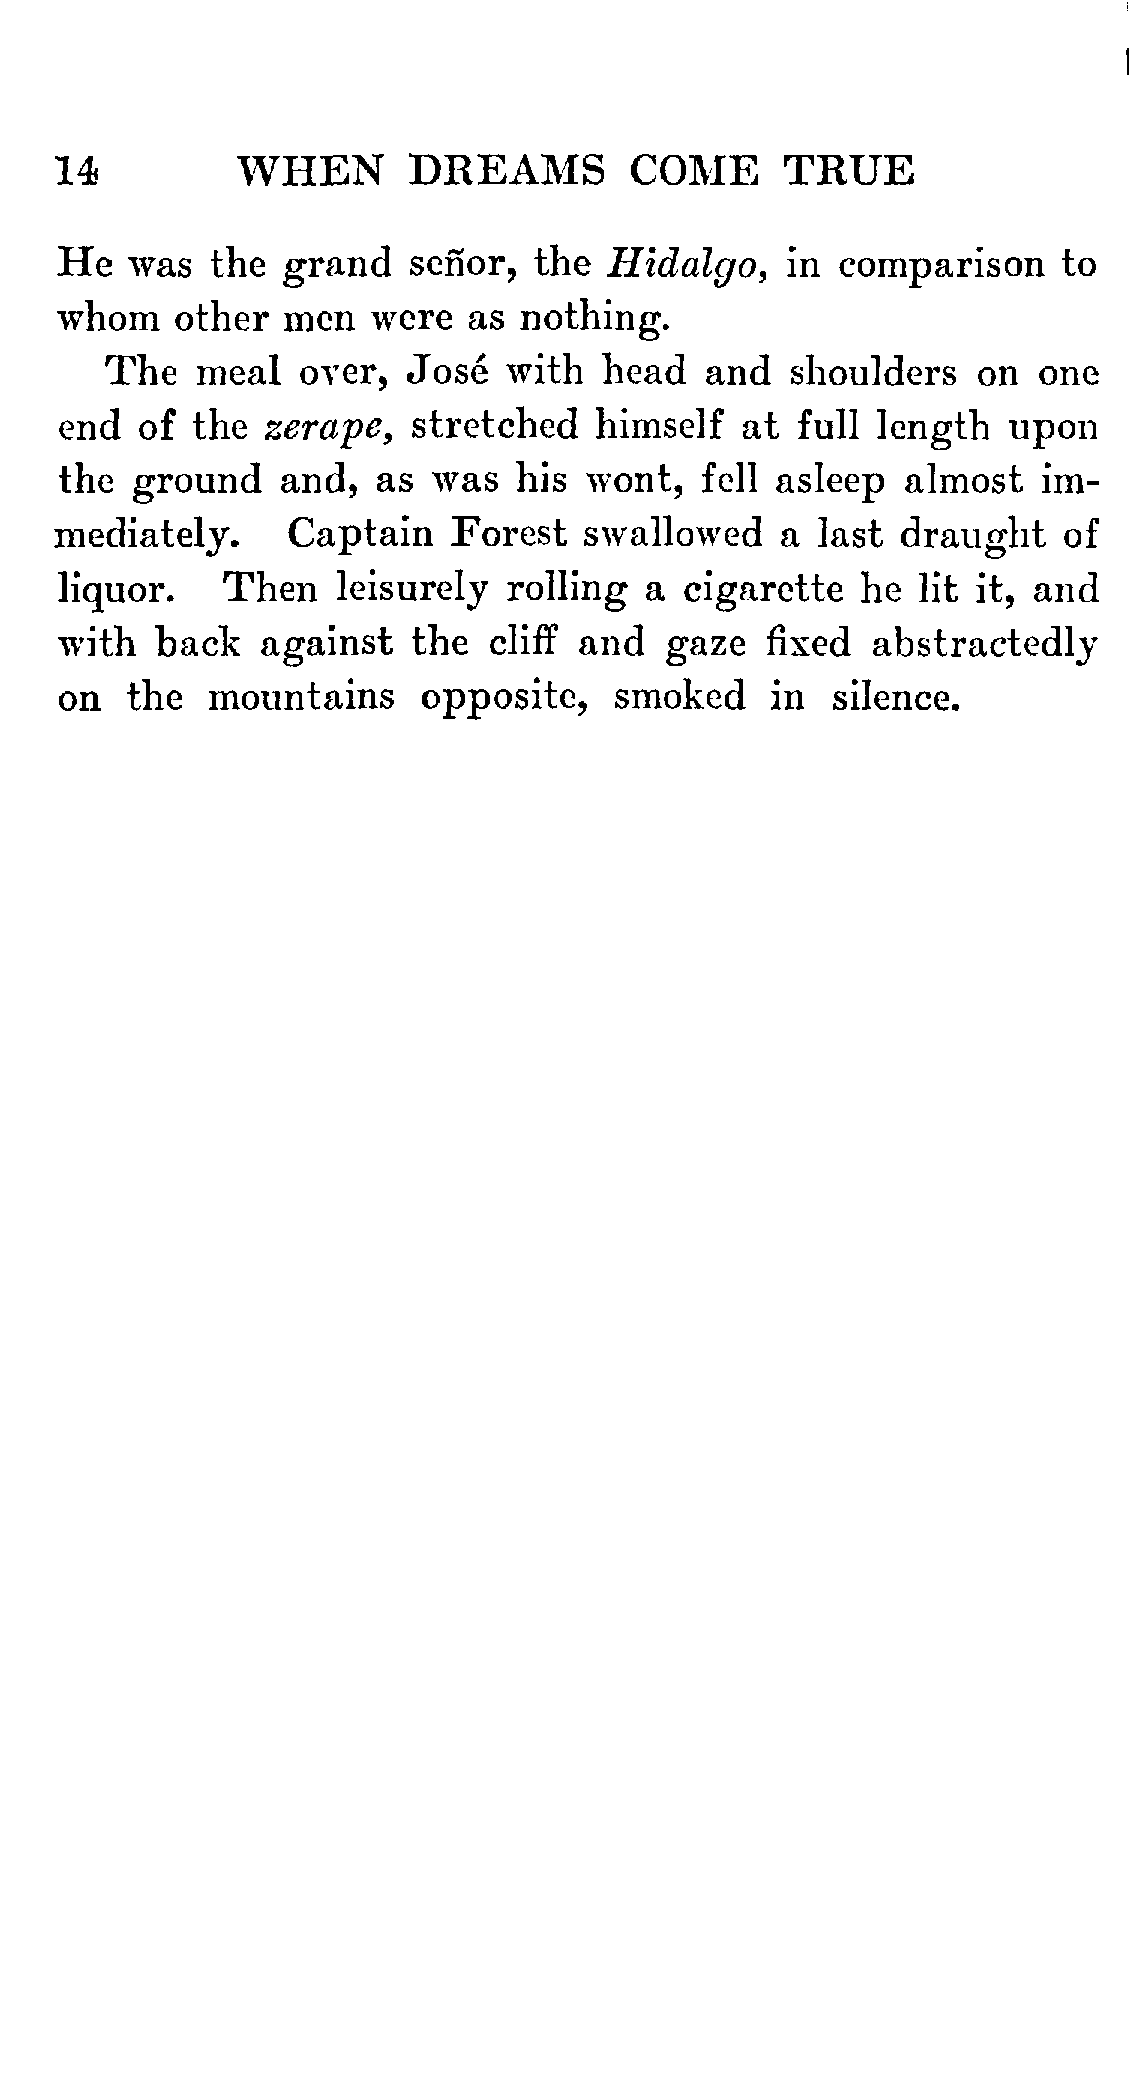 14 WHEN DREAMS COME TRUE
He was the grand señor, the Hidalgo, in comparison to
whom other men were as nothing.
The meal over, José with head and shoulders on one
end of the zerape, stretched himself at full length upon
the ground and, as was his wont, fell asleep almost im-
mediately. Captain Forest swallowed a last draught of
liquor. Then leisurely rolling a cigarette he lit it, and
with back against the cliff and gaze fixed abstractedly
on the mountains opposite, smoked in silence.